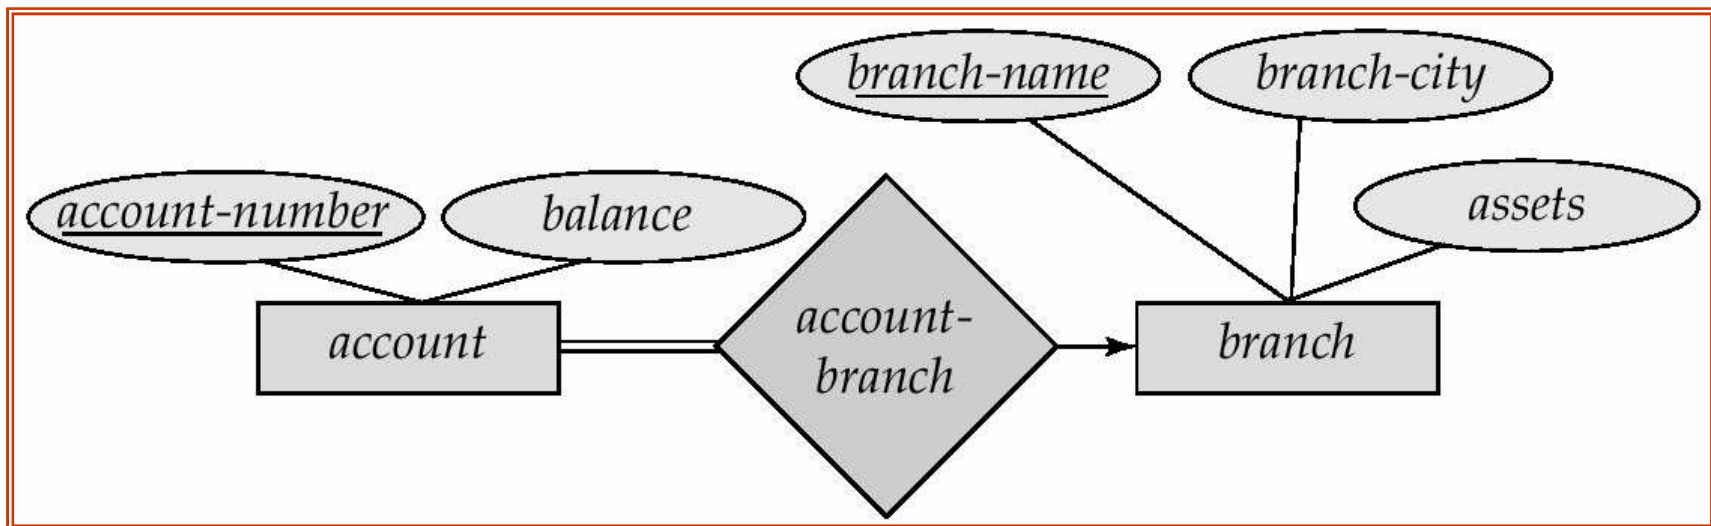 branch-name
branch-city
account-number
balance
assets
account
account-
branch
branch